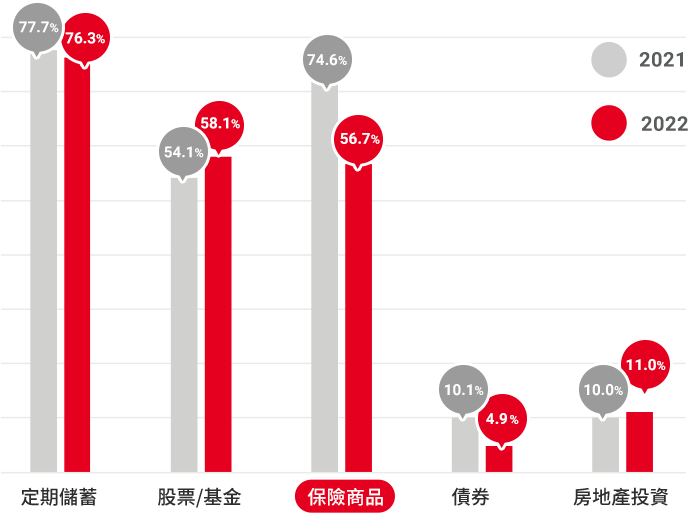 77.7%
76.3%
54.1%
58.1%
74.6%
56.7%
10.1%
4.9%
10.0%
11.0%
2021
2022
定期儲蓄
股票/基金
保險商品
債券
房地產投資